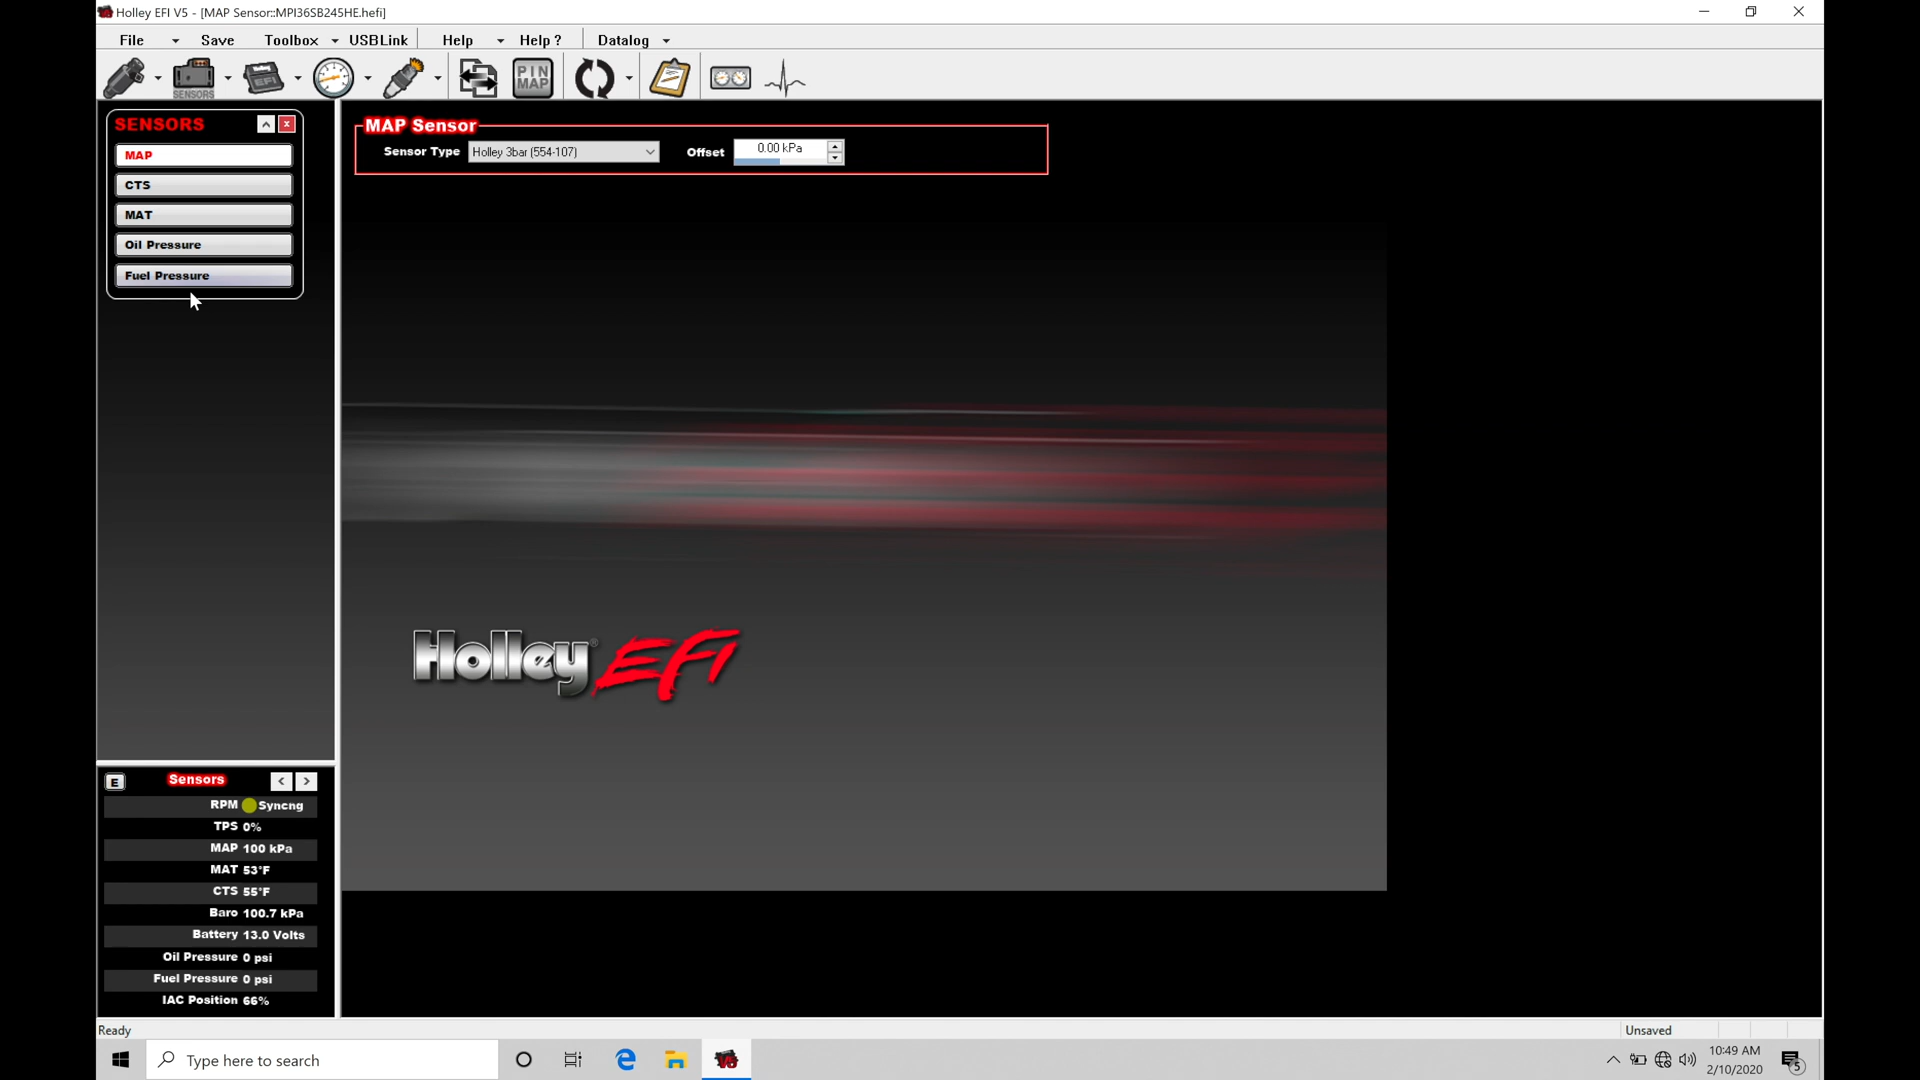 Holley EFI V5 - [MAP Sensor::MPI36SB245HE.hefi]
File Save Toolbox USBLink Help Help ? Datalog
SENSORS EFI PIN MAP
SENSORS
MAP
CTS
MAT
Oil Pressure
Fuel Pressure
MAP Sensor
Sensor Type Holley 3bar (554-107) Offset 0.00 kPa
Holley® EFI
E Sensors < >
RPM Syncng
TPS 0%
MAP 100 kPa
MAT 53°F
CTS 55°F
Baro 100.7 kPa
Battery 13.0 Volts
Oil Pressure 0 psi
Fuel Pressure 0 psi
IAC Position 66%
Ready Unsaved
Type here to search
10:49 AM
2/10/2020
5